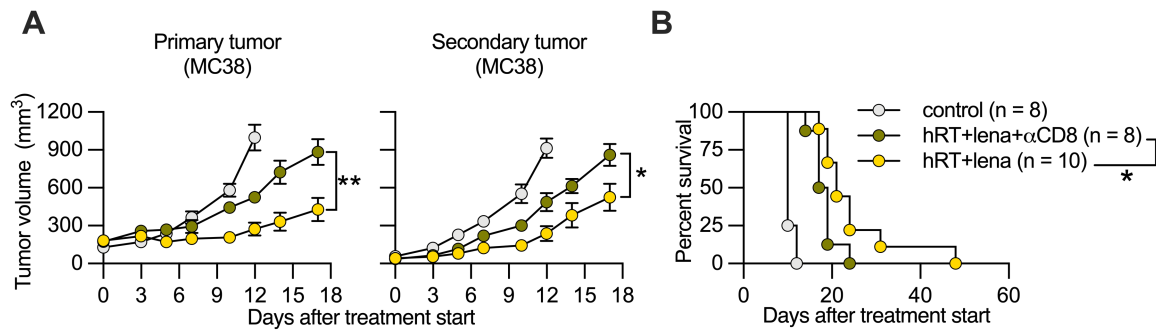 A
Primary tumor
(MC38)
Secondary tumor
(MC38)
Tumor volume (mm³)
1200
900
600
300
0
**
*
0 3 6 9 12 15 18
0 3 6 9 12 15 18
Days after treatment start
B
Percent survival
100
75
50
25
0
control (n = 8)
hRT+lena+αCD8 (n = 8)
hRT+lena (n = 10)
*
0 20 40 60
Days after treatment start